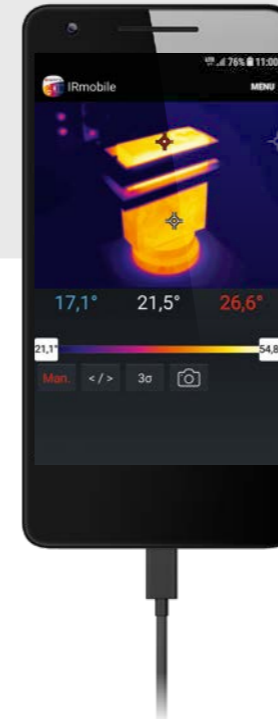 76% 11:00
IRmobile MENU
17,1° 21,5° 26,6°
21,1° 54,8
Man. < / > 3σ